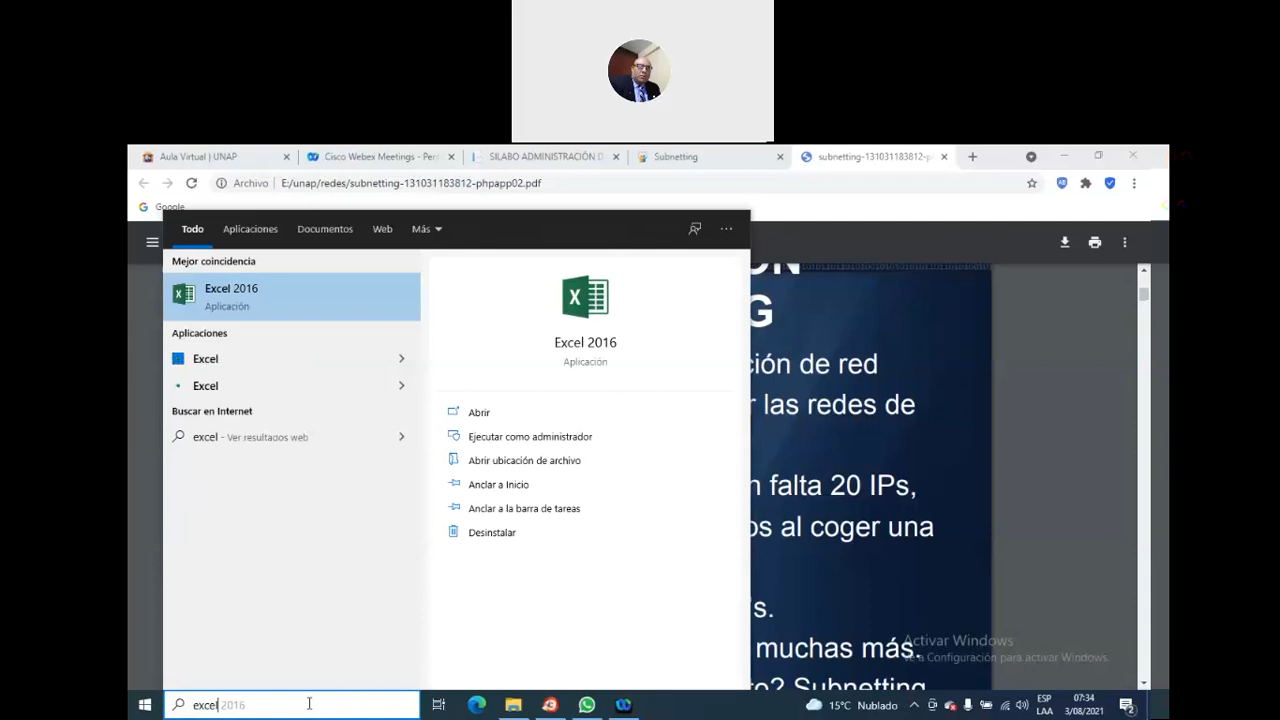 Aula Virtual | UNAP
Cisco Webex Meetings - Per
SILABO ADMINISTRACIÓN D
Subnetting
subnetting-131031183812-p
Archivo
E:/unap/redes/subnetting-131031183812-phpapp02.pdf
Google
Todo
Aplicaciones
Documentos
Web
Más
Mejor coincidencia
Excel 2016
Aplicación
Aplicaciones
Excel
Excel
Buscar en Internet
excel - Ver resultados web
Excel 2016
Aplicación
Abrir
Ejecutar como administrador
Abrir ubicación de archivo
Anclar a Inicio
Anclar a la barra de tareas
Desinstalar
ÓN
G
ción de red
r las redes de
n falta 20 IPs,
os al coger una
's.
muchas más.
to? Subnetting
Activar Windows
Ve a Configuración para activar Windows.
excel 2016
15°C Nublado
ESP
LAA
07:34
3/08/2021
2